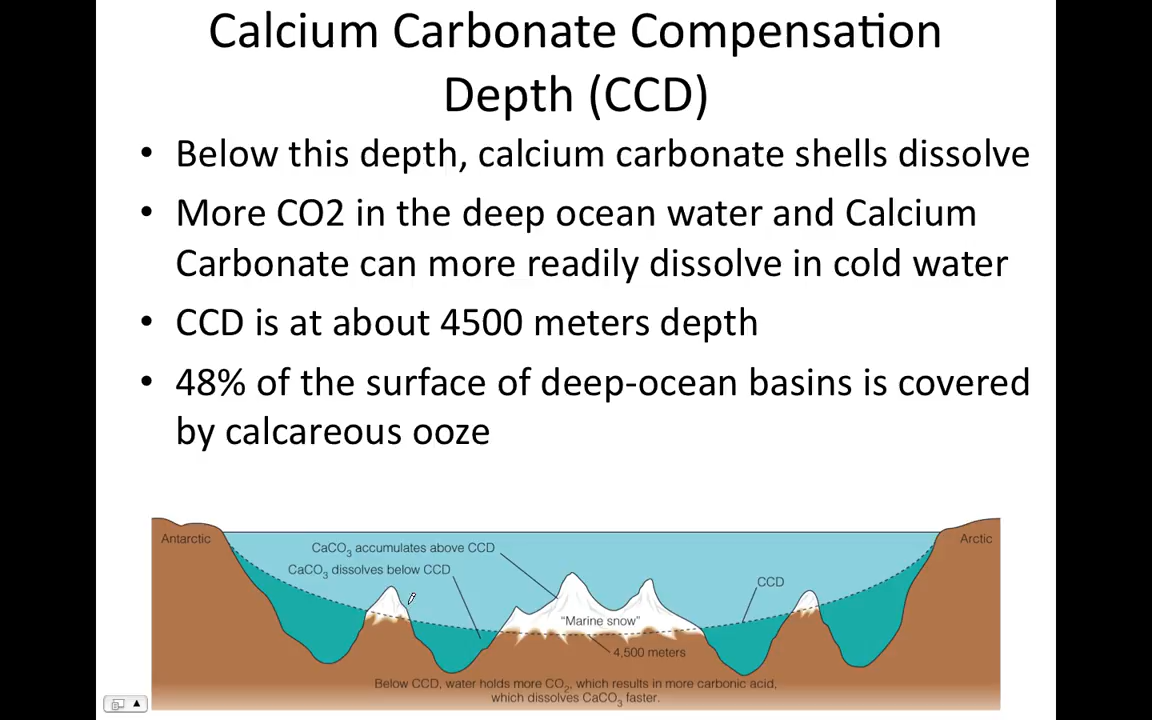 Calcium Carbonate Compensation
Depth (CCD)
• Below this depth, calcium carbonate shells dissolve
• More CO2 in the deep ocean water and Calcium
Carbonate can more readily dissolve in cold water
• CCD is at about 4500 meters depth
• 48% of the surface of deep-ocean basins is covered
by calcareous ooze
Antarctic
Arctic
CaCO₃ accumulates above CCD
CaCO₃ dissolves below CCD
CCD
"Marine snow"
4,500 meters
Below CCD, water holds more CO₂, which results in more carbonic acid,
which dissolves CaCO₃ faster.